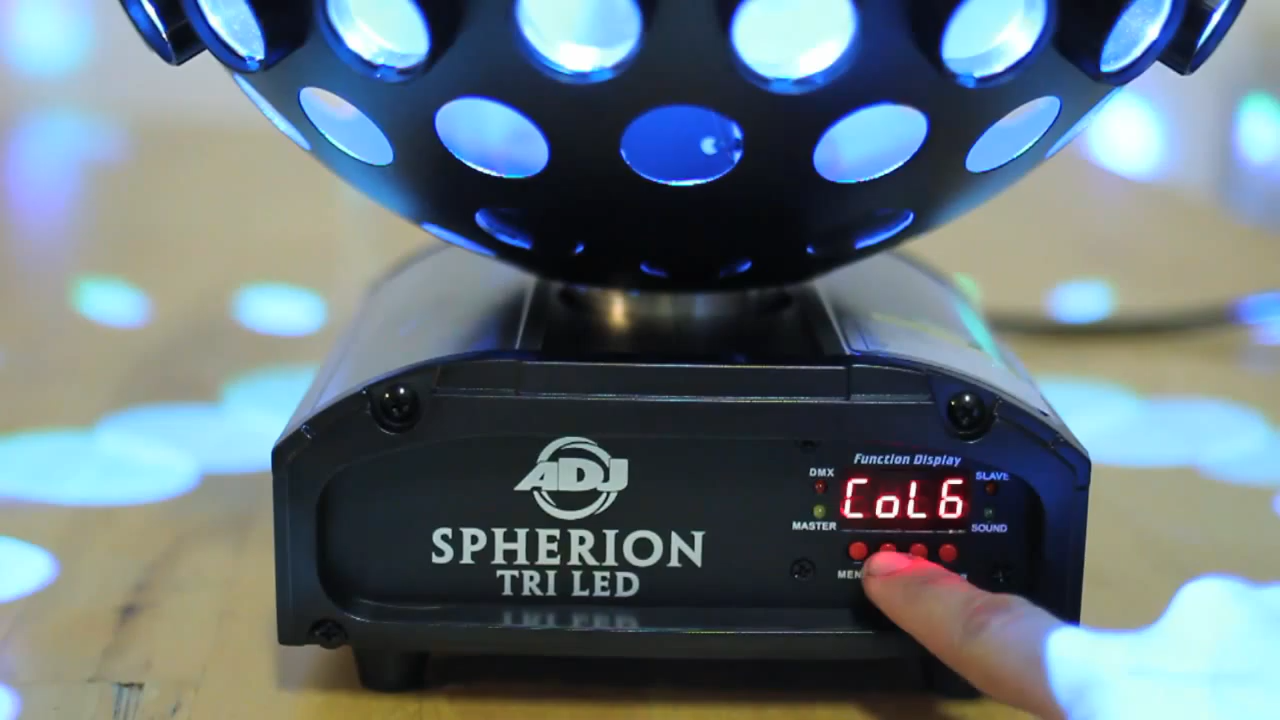 ADJ
SPHERION
TRI LED
Function Display
DMX
SLAVE
CoL6
MASTER
SOUND